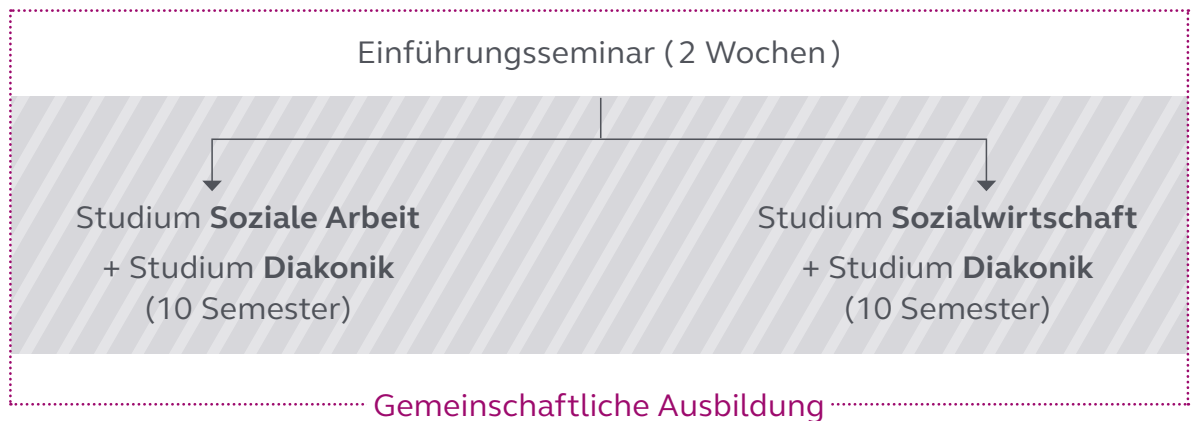 Einführungsseminar (2 Wochen)
Studium Soziale Arbeit
+ Studium Diakonik
(10 Semester)
Studium Sozialwirtschaft
+ Studium Diakonik
(10 Semester)
Gemeinschaftliche Ausbildung